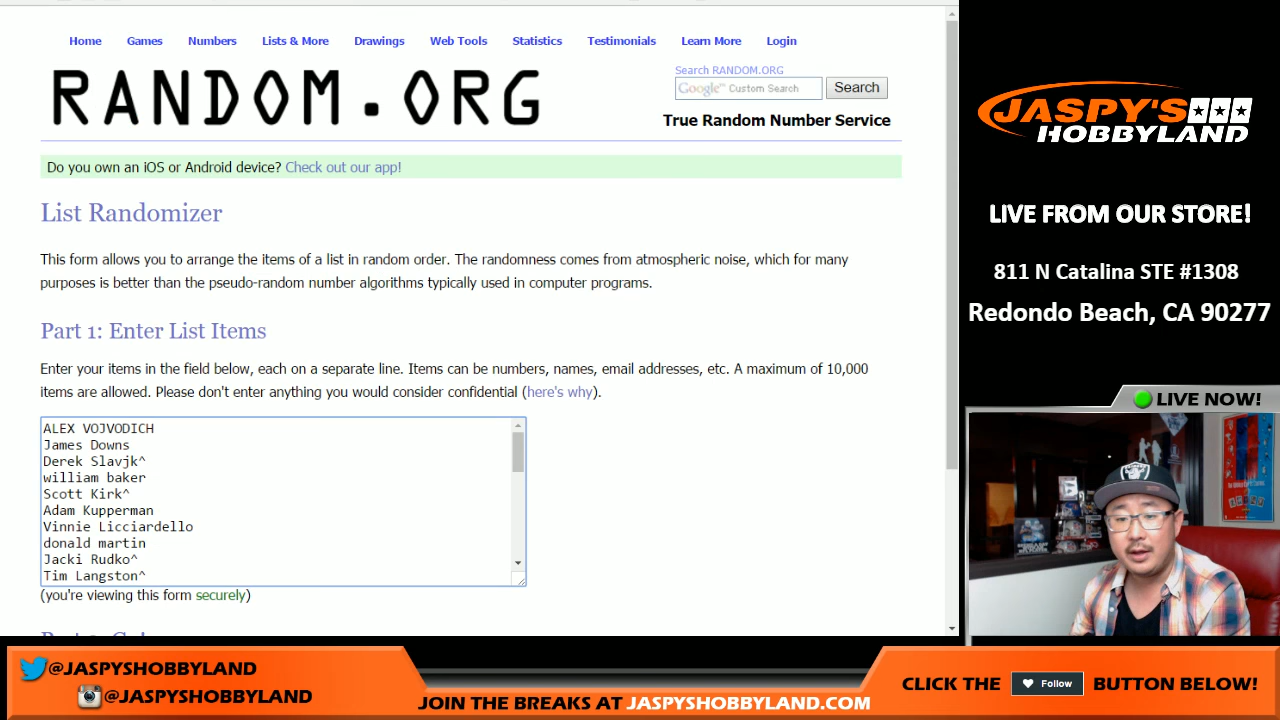 Home Games Numbers Lists & More Drawings Web Tools Statistics Testimonials Learn More Login
RANDOM.ORG
Search RANDOM.ORG
Google™ Custom Search Search
True Random Number Service
Do you own an iOS or Android device? Check out our app!
List Randomizer
This form allows you to arrange the items of a list in random order. The randomness comes from atmospheric noise, which for many
purposes is better than the pseudo-random number algorithms typically used in computer programs.
Part 1: Enter List Items
Enter your items in the field below, each on a separate line. Items can be numbers, names, email addresses, etc. A maximum of 10,000
items are allowed. Please don't enter anything you would consider confidential (here's why).
ALEX VOJVODICH
James Downs
Derek Slavjk^
william baker
Scott Kirk^
Adam Kupperman
Vinnie Licciardello
donald martin
Jacki Rudko^
Tim Langston^
(you're viewing this form securely)
JASPY'S
HOBBYLAND
LIVE FROM OUR STORE!
811 N Catalina STE #1308
Redondo Beach, CA 90277
LIVE NOW!
@JASPYSHOBBYLAND
@JASPYSHOBBYLAND
JOIN THE BREAKS AT JASPYSHOBBYLAND.COM
CLICK THE Follow BUTTON BELOW!